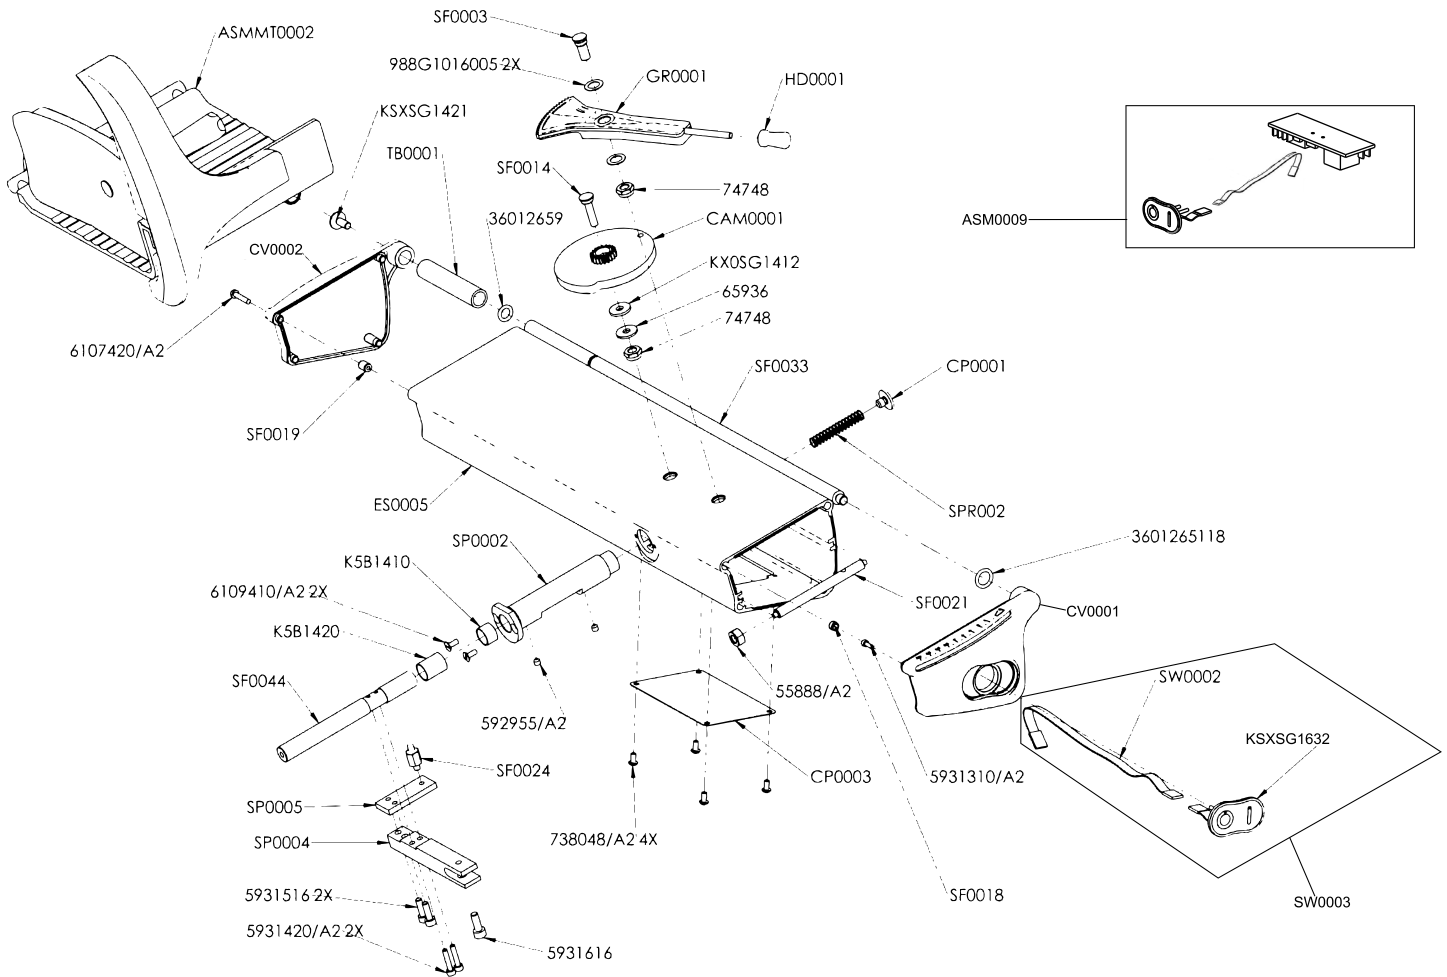 SF0003
ASMMT0002
988G1016005 2X
GR0001
HD0001
KSXSG1421
TB0001
SF0014
74748
36012659
CAM0001
ASM0009
CV0002
KX0SG1412
65936
74748
6107420/A2
SF0033
CP0001
SF0019
ES0005
SPR002
SP0002
3601265118
K5B1410
6109410/A2 2X
SF0021
CV0001
K5B1420
SF0044
SW0002
55888/A2
592955/A2
KSXSG1632
SF0024
CP0003
5931310/A2
SP0005
SP0004
738048/A2 4X
5931516 2X
SF0018
SW0003
5931420/A2 2X
5931616